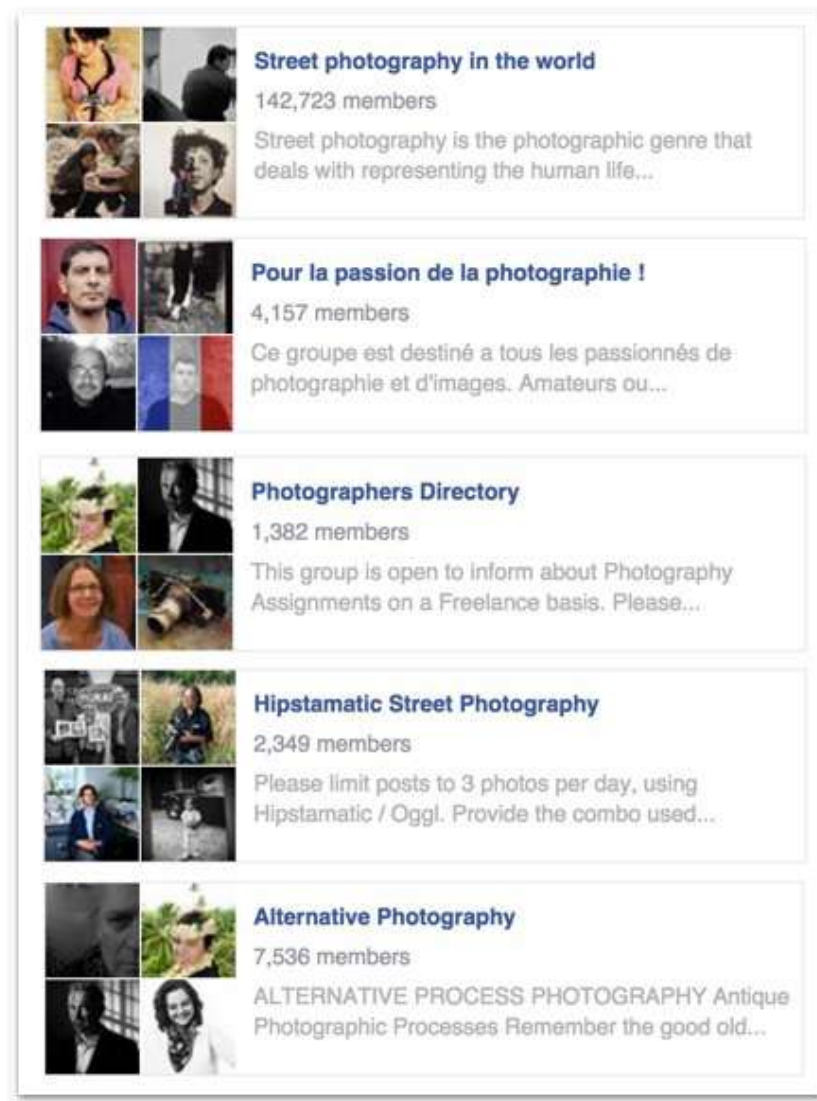 Street photography in the world
142,723 members
Street photography is the photographic genre that
deals with representing the human life...
Pour la passion de la photographie !
4,157 members
Ce groupe est destiné a tous les passionnés de
photographie et d'images. Amateurs ou...
Photographers Directory
1,382 members
This group is open to inform about Photography
Assignments on a Freelance basis. Please...
Hipstamatic Street Photography
2,349 members
Please limit posts to 3 photos per day, using
Hipstamatic / Oggl. Provide the combo used...
Alternative Photography
7,536 members
ALTERNATIVE PROCESS PHOTOGRAPHY Antique
Photographic Processes Remember the good old...